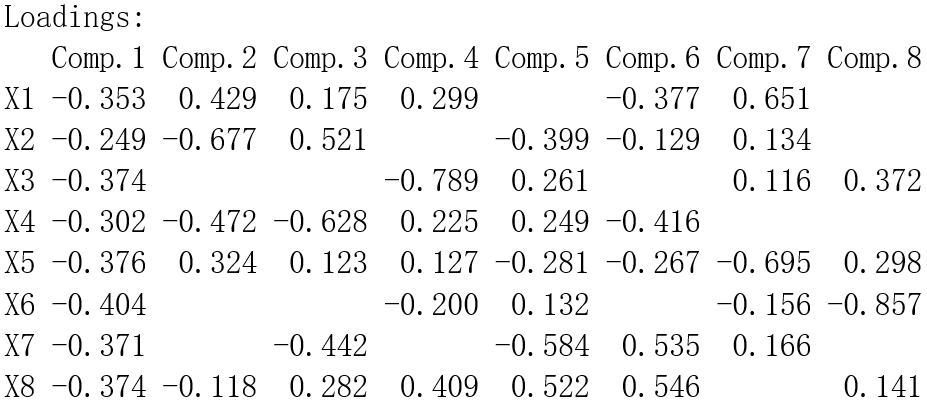 Loadings:
   Comp.1 Comp.2 Comp.3 Comp.4 Comp.5 Comp.6 Comp.7 Comp.8
X1 -0.353  0.429  0.175  0.299        -0.377  0.651
X2 -0.249 -0.677  0.521        -0.399 -0.129  0.134
X3 -0.374               -0.789  0.261         0.116  0.372
X4 -0.302 -0.472 -0.628  0.225  0.249 -0.416
X5 -0.376  0.324  0.123  0.127 -0.281 -0.267 -0.695  0.298
X6 -0.404               -0.200  0.132        -0.156 -0.857
X7 -0.371        -0.442        -0.584  0.535  0.166
X8 -0.374 -0.118  0.282  0.409  0.522  0.546         0.141